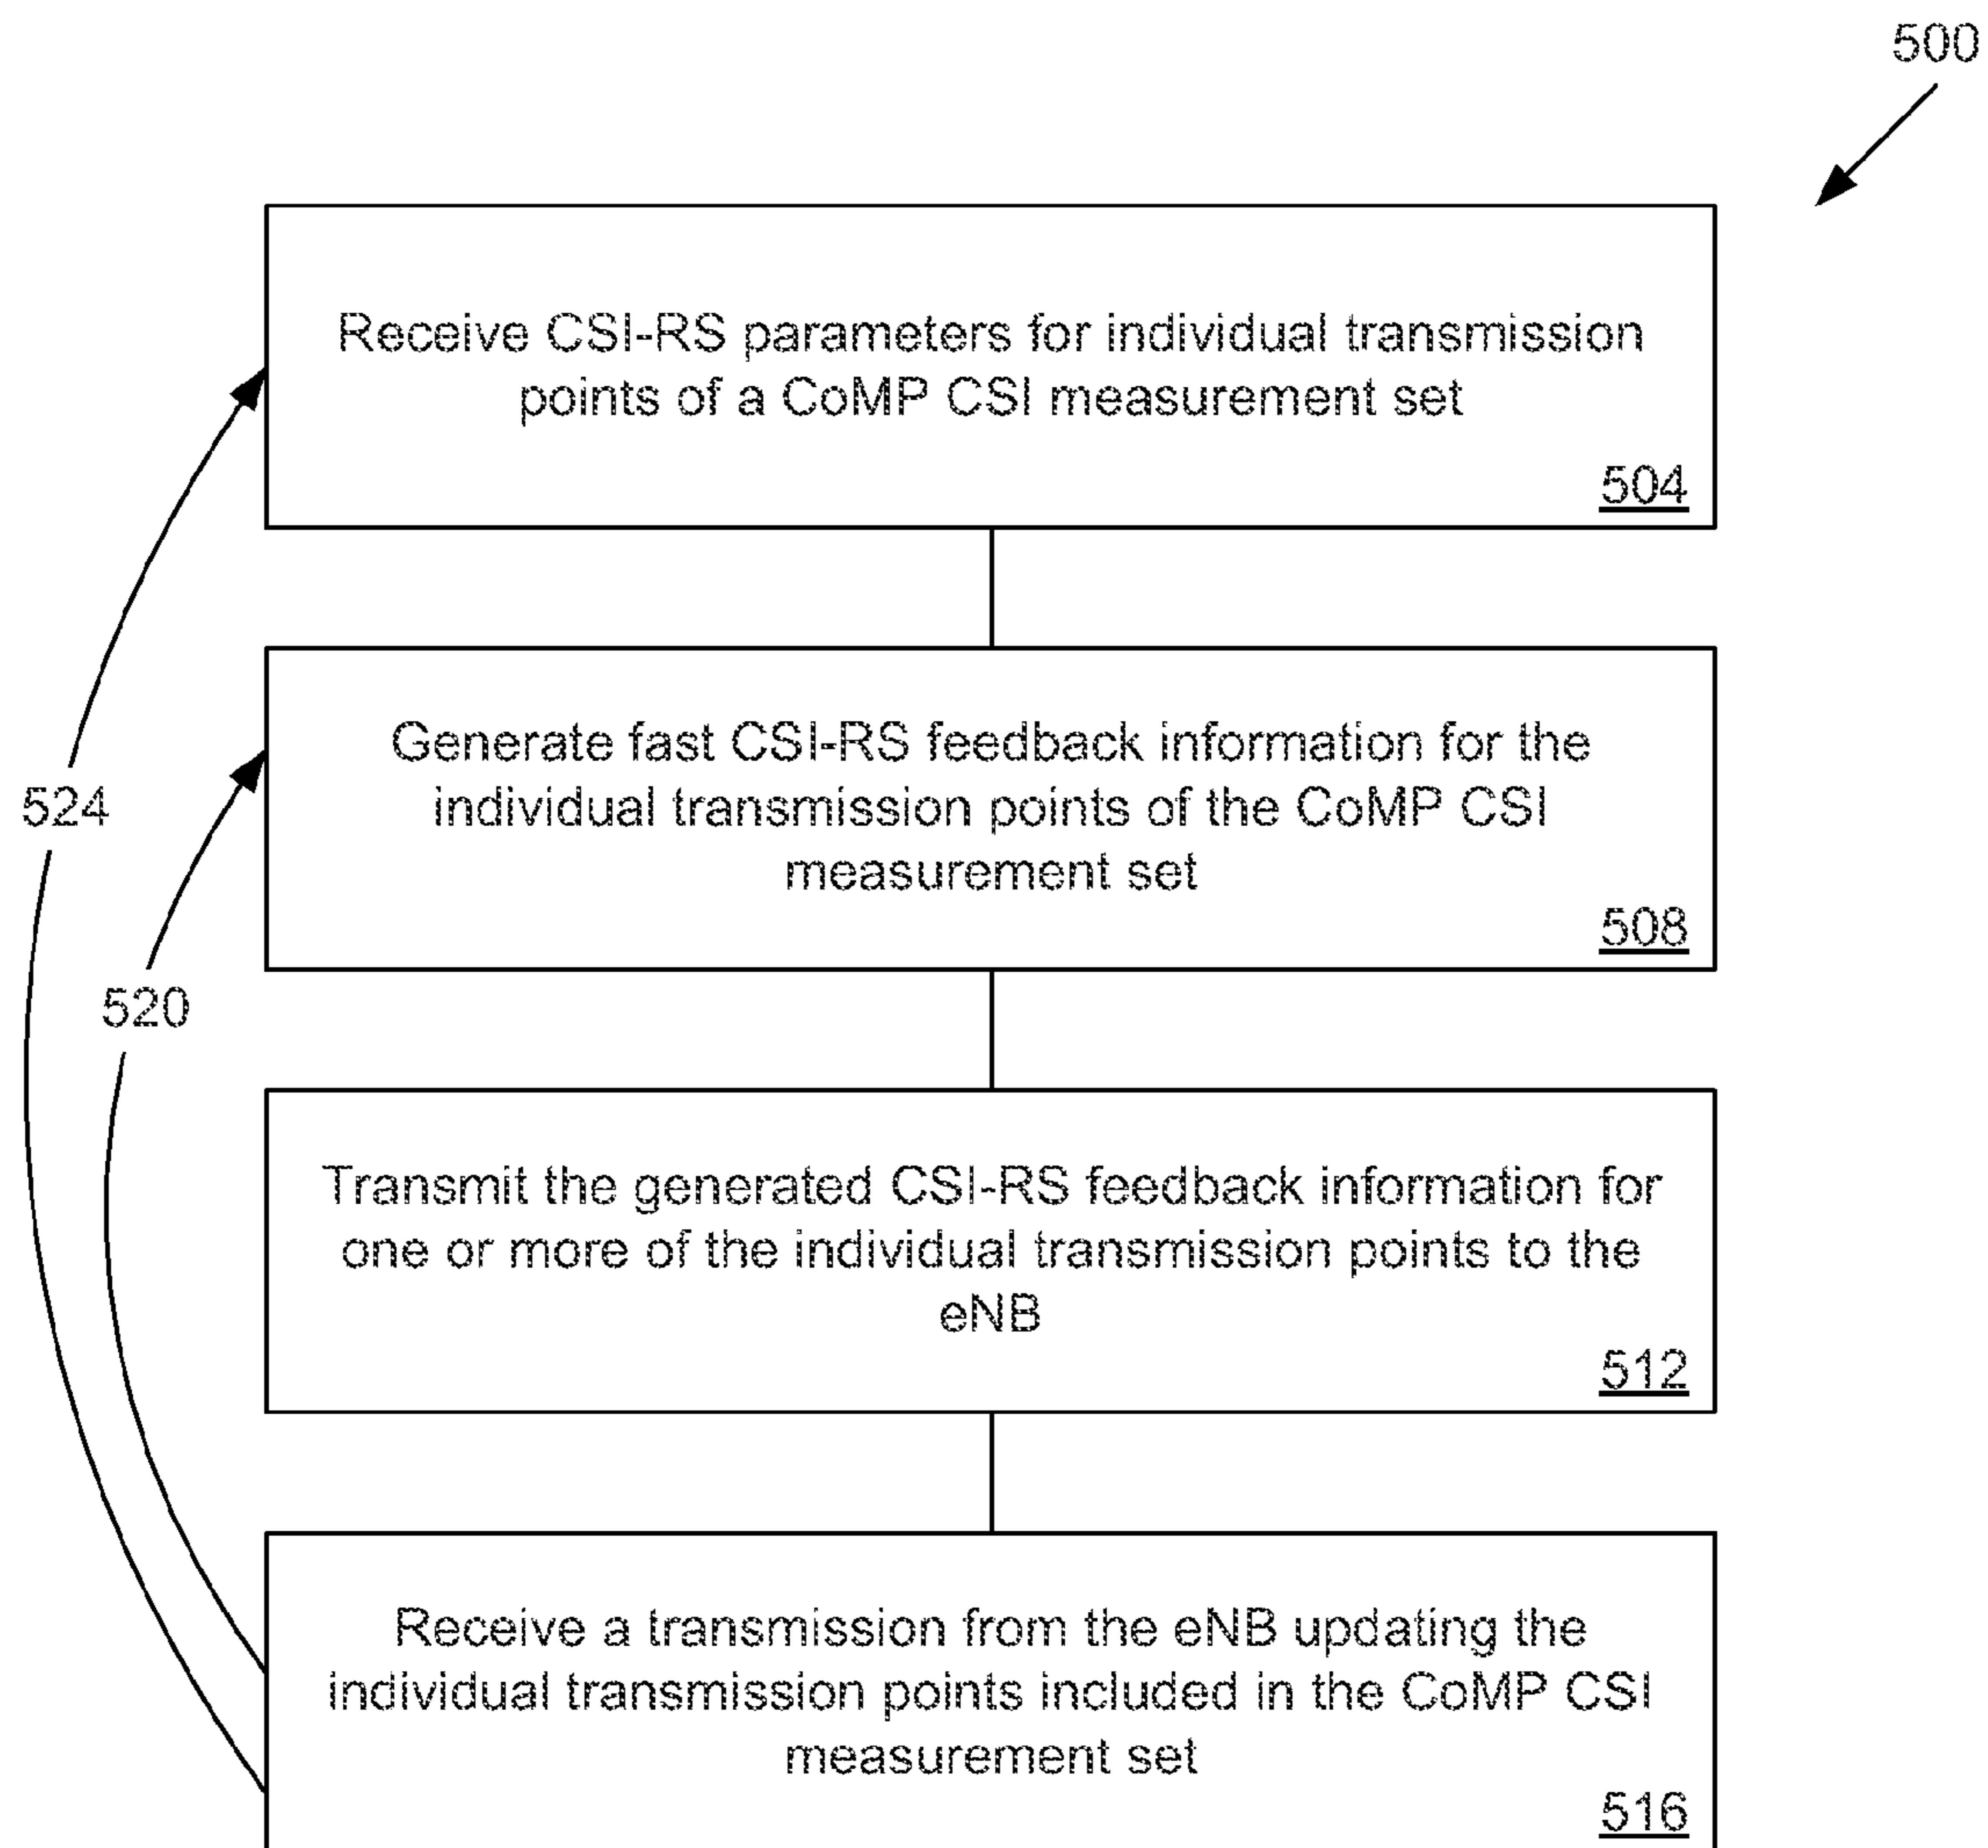 500
Receive CSI-RS parameters for individual transmission
points of a CoMP CSI measurement set
504
Generate fast CSI-RS feedback information for the
individual transmission points of the CoMP CSI
measurement set
508
524
520
Transmit the generated CSI-RS feedback information for
one or more of the individual transmission points to the
eNB
512
Receive a transmission from the eNB updating the
individual transmission points included in the CoMP CSI
measurement set
516